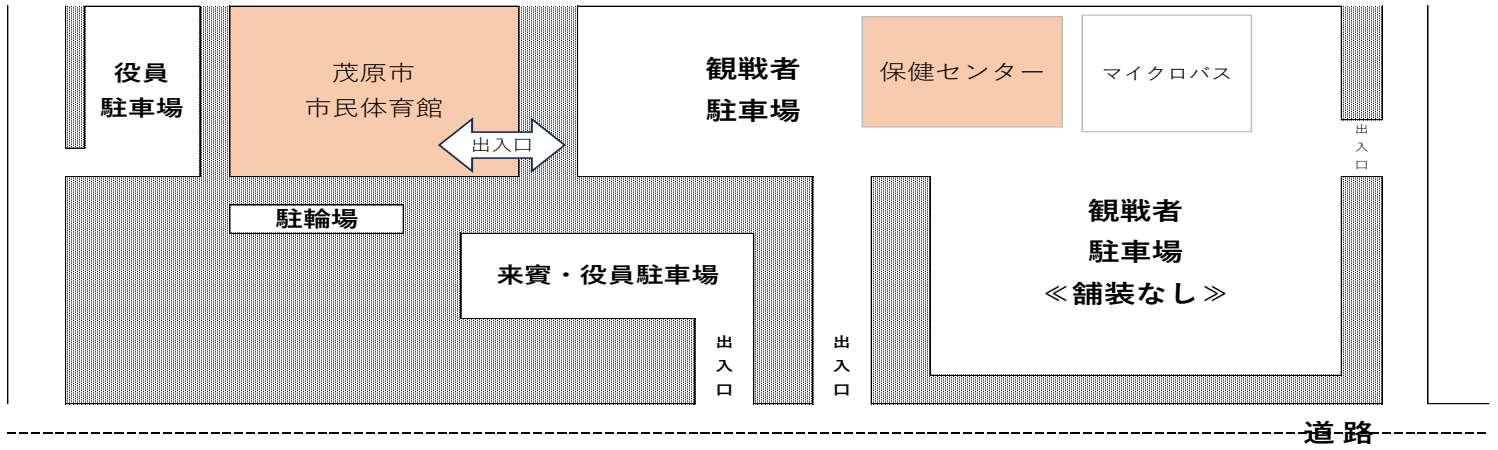 役員
駐車場
茂原市
市民体育館
出入口
観戦者
駐車場
保健センター
マイクロバス
出入口
駐輪場
来賓・役員駐車場
観戦者
駐車場
≪舗装なし≫
出入口
出入口
道路